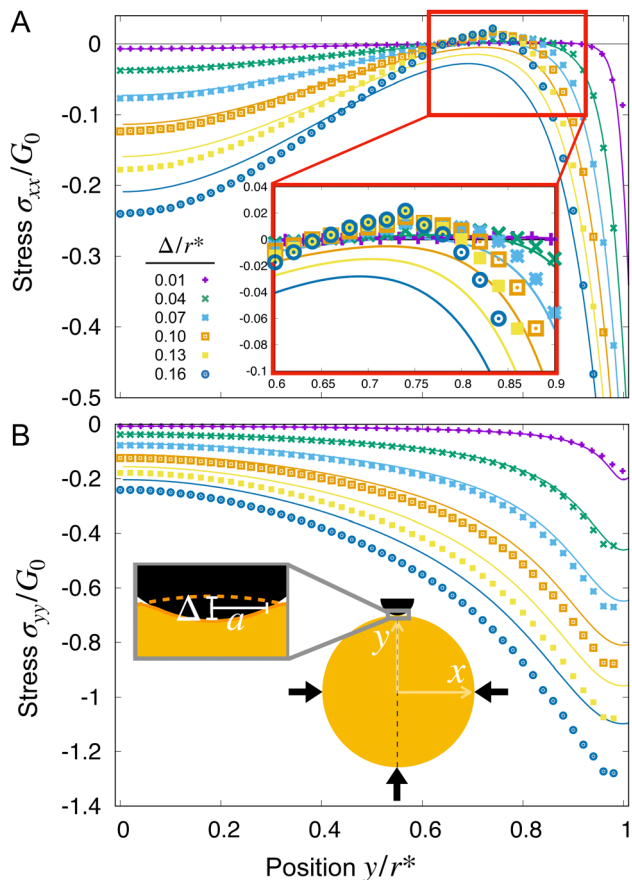 A
0
-0.1
-0.2
-0.3
-0.4
-0.5
Stress σxx/G0
Δ/r*
0.01
0.04
0.07
0.10
0.13
0.16
0.04
0.02
0
-0.02
-0.04
-0.06
-0.08
-0.1
0.6 0.65 0.7 0.75 0.8 0.85 0.9
B
0
-0.2
-0.4
-0.6
-0.8
-1
-1.2
-1.4
Stress σyy/G0
Δ
a
y
x
0 0.2 0.4 0.6 0.8 1
Position y/r*